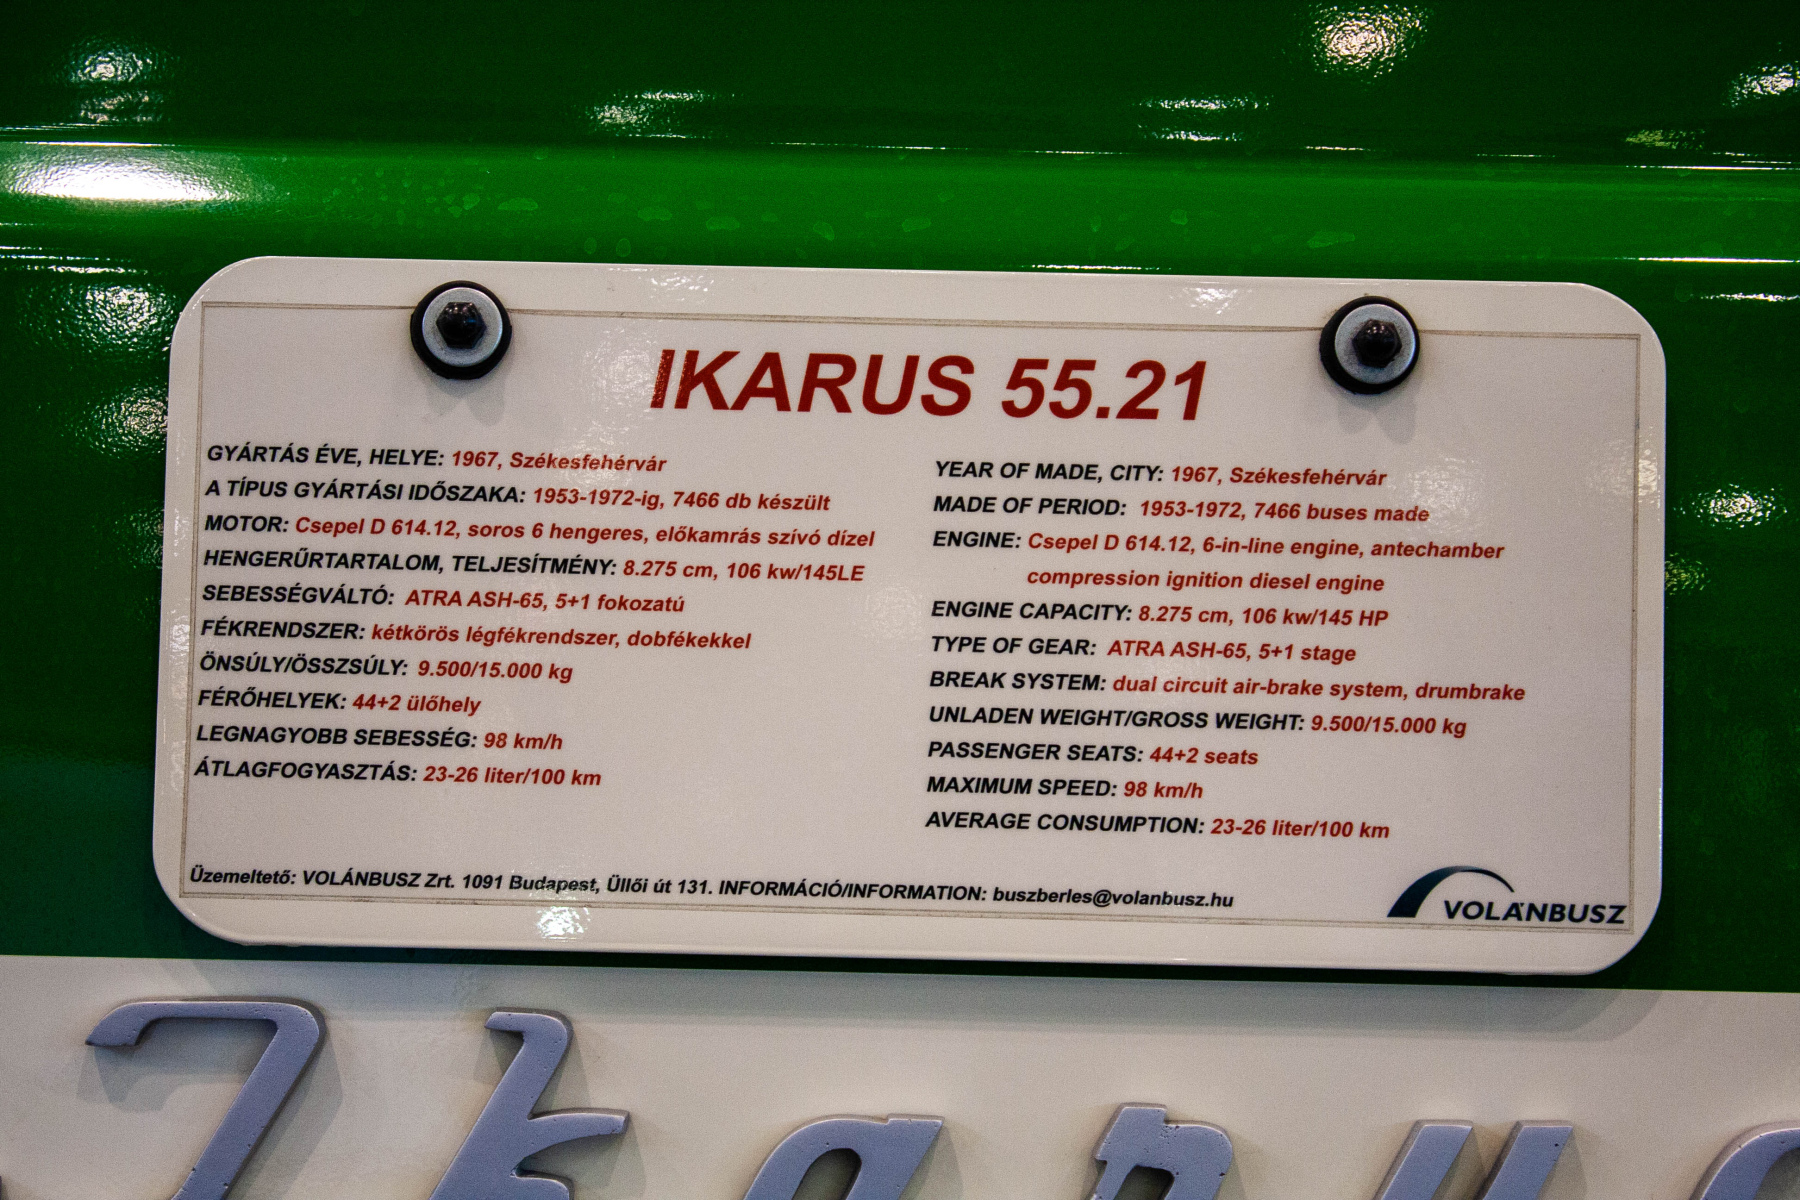 IKARUS 55.21
GYÁRTÁS ÉVE, HELYE: 1967, Székesfehérvár
A TÍPUS GYÁRTÁSI IDŐSZAKA: 1953-1972-ig, 7466 db készült
MOTOR: Csepel D 614.12, soros 6 hengeres, előkamrás szívó dízel
HENGERŰRTARTALOM, TELJESÍTMÉNY: 8.275 cm, 106 kw/145LE
SEBESSÉGVÁLTÓ: ATRA ASH-65, 5+1 fokozatú
FÉKRENDSZER: kétkörös légfékrendszer, dobfékekkel
ÖNSÚLY/ÖSSZSÚLY: 9.500/15.000 kg
FÉRŐHELYEK: 44+2 ülőhely
LEGNAGYOBB SEBESSÉG: 98 km/h
ÁTLAGFOGYASZTÁS: 23-26 liter/100 km
YEAR OF MADE, CITY: 1967, Székesfehérvár
MADE OF PERIOD: 1953-1972, 7466 buses made
ENGINE: Csepel D 614.12, 6-in-line engine, antechamber
compression ignition diesel engine
ENGINE CAPACITY: 8.275 cm, 106 kw/145 HP
TYPE OF GEAR: ATRA ASH-65, 5+1 stage
BREAK SYSTEM: dual circuit air-brake system, drumbrake
UNLADEN WEIGHT/GROSS WEIGHT: 9.500/15.000 kg
PASSENGER SEATS: 44+2 seats
MAXIMUM SPEED: 98 km/h
AVERAGE CONSUMPTION: 23-26 liter/100 km
Üzemeltető: VOLÁNBUSZ Zrt. 1091 Budapest, Üllői út 131. INFORMÁCIÓ/INFORMATION: buszberles@volanbusz.hu
VOLÁNBUSZ
Ikarus